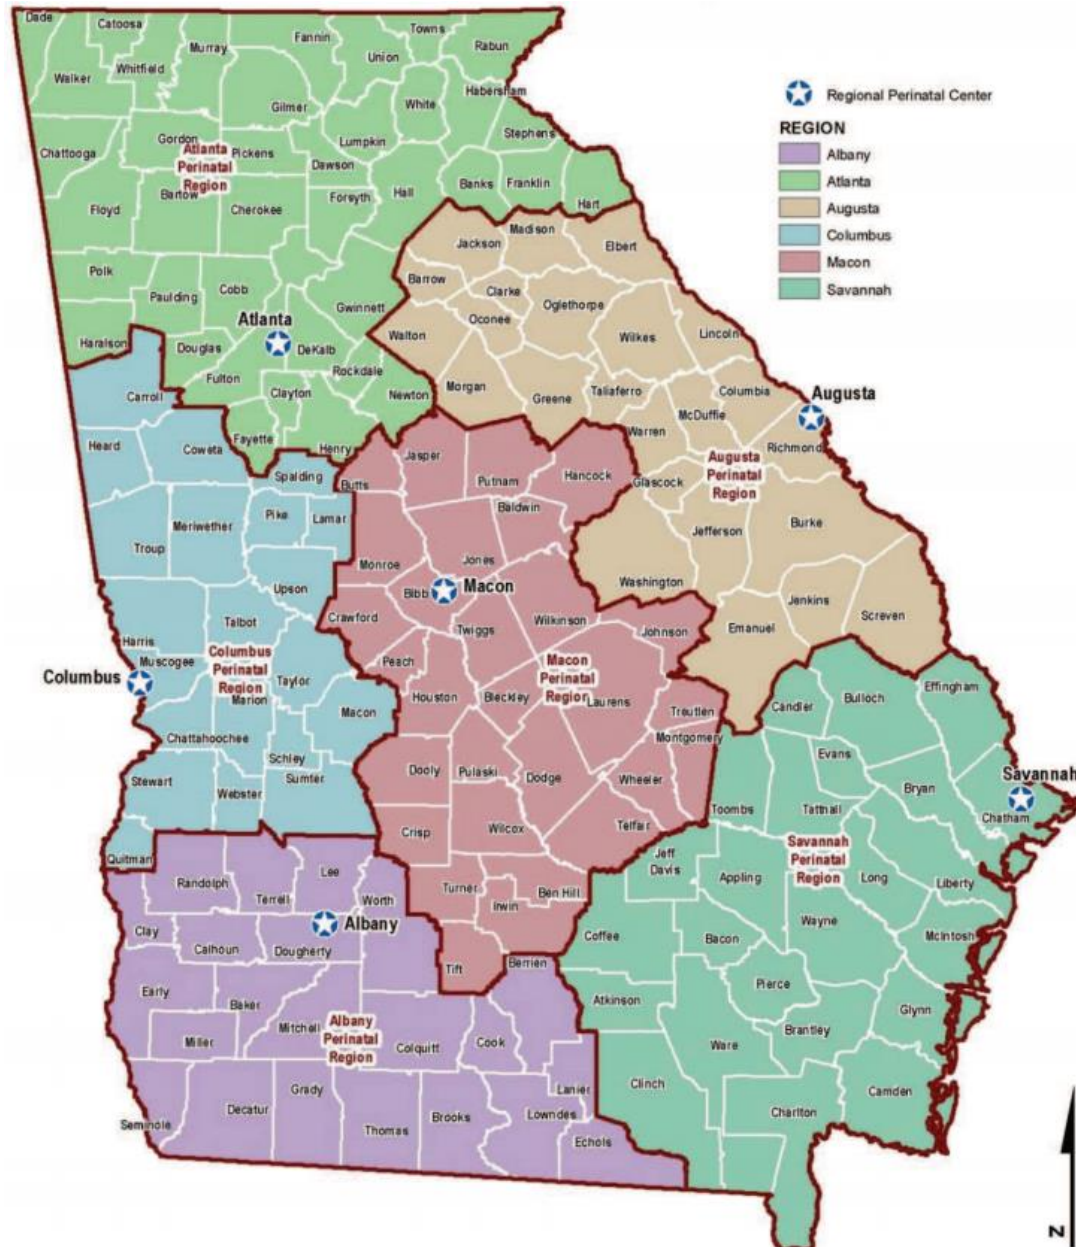 Dade
Catoosa
Fannin
Towns
Murray
Union
Rabun
Walker
Whitfield
Gilmer
White
Habersham
Regional Perinatal Center
REGION
Albany
Atlanta
Augusta
Columbus
Macon
Savannah
Chattooga
Gordon
Pickens
Lumpkin
Stephens
Atlanta
Perinatal
Region
Dawson
Floyd
Bartow
Cherokee
Forsyth
Hall
Banks
Franklin
Hart
Jackson
Madison
Elbert
Polk
Paulding
Cobb
Gwinnett
Barrow
Clarke
Oglethorpe
Oconee
Haralson
Douglas
Atlanta
DeKalb
Walton
Wilkes
Lincoln
Carroll
Fulton
Clayton
Rockdale
Newton
Morgan
Greene
Taliaferro
Columbia
Augusta
McDuffie
Heard
Coweta
Fayette
Henry
Warren
Richmond
Spalding
Butts
Jasper
Putnam
Hancock
Glascock
Augusta
Perinatal
Region
Troup
Meriwether
Pike
Lamar
Baldwin
Jefferson
Burke
Monroe
Jones
Upson
Bibb
Macon
Washington
Jenkins
Screven
Harris
Talbot
Crawford
Twiggs
Wilkinson
Johnson
Emanuel
Columbus
Muscogee
Columbus
Perinatal
Region
Taylor
Peach
Macon
Perinatal
Region
Marion
Macon
Houston
Bleckley
Laurens
Treutlen
Candler
Bulloch
Effingham
Chattahoochee
Schley
Montgomery
Evans
Stewart
Webster
Sumter
Dooly
Pulaski
Dodge
Wheeler
Bryan
Savannah
Chatham
Crisp
Wilcox
Telfair
Toombs
Tattnall
Quitman
Randolph
Terrell
Lee
Worth
Turner
Irwin
Ben Hill
Jeff
Davis
Appling
Savannah
Perinatal
Region
Long
Liberty
Clay
Calhoun
Dougherty
Albany
Coffee
Bacon
Wayne
McIntosh
Early
Baker
Tift
Berrien
Atkinson
Pierce
Glynn
Miller
Mitchell
Albany
Perinatal
Region
Colquitt
Cook
Ware
Brantley
Seminole
Decatur
Grady
Thomas
Brooks
Lanier
Lowndes
Echols
Clinch
Charlton
Camden
N